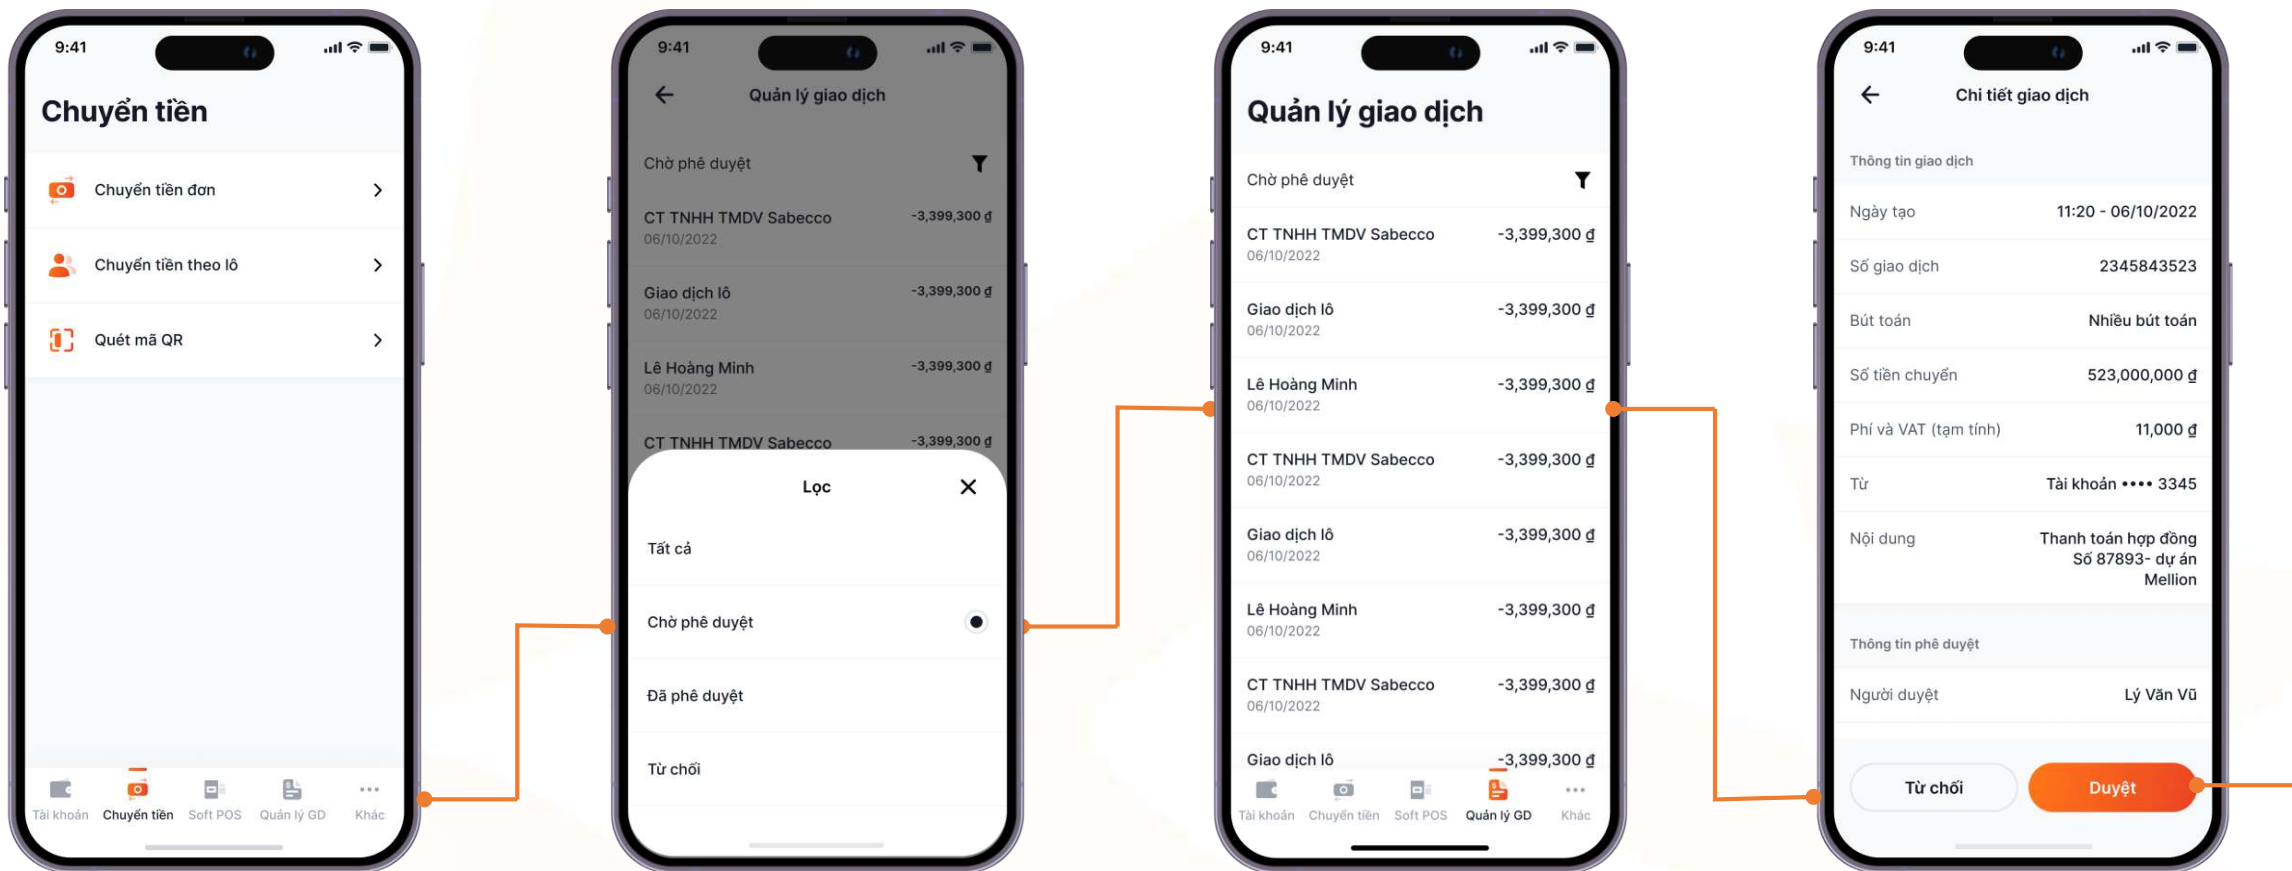 9:41
Chuyển tiền
Chuyển tiền đơn
Chuyển tiền theo lô
Quét mã QR
Tài khoản Chuyển tiền Soft POS Quản lý GD Khác
9:41
Quản lý giao dịch
Chờ phê duyệt
CT TNHH TMDV Sabecco -3,399,300 ₫
06/10/2022
Giao dịch lô -3,399,300 ₫
06/10/2022
Lê Hoàng Minh -3,399,300 ₫
06/10/2022
CT TNHH TMDV Sabecco -3,399,300 ₫
Lọc
Tất cả
Chờ phê duyệt
Đã phê duyệt
Từ chối
9:41
Quản lý giao dịch
Chờ phê duyệt
CT TNHH TMDV Sabecco -3,399,300 ₫
06/10/2022
Giao dịch lô -3,399,300 ₫
06/10/2022
Lê Hoàng Minh -3,399,300 ₫
06/10/2022
CT TNHH TMDV Sabecco -3,399,300 ₫
06/10/2022
Giao dịch lô -3,399,300 ₫
06/10/2022
Lê Hoàng Minh -3,399,300 ₫
06/10/2022
CT TNHH TMDV Sabecco -3,399,300 ₫
06/10/2022
Giao dịch lô -3,399,300 ₫
Tài khoản Chuyển tiền Soft POS Quản lý GD Khác
9:41
Chi tiết giao dịch
Thông tin giao dịch
Ngày tạo 11:20 - 06/10/2022
Số giao dịch 2345843523
Bút toán Nhiều bút toán
Số tiền chuyển 523,000,000 ₫
Phí và VAT (tạm tính) 11,000 ₫
Từ Tài khoản •••• 3345
Nội dung Thanh toán hợp đồng
Số 87893- dự án
Mellion
Thông tin phê duyệt
Người duyệt Lý Văn Vũ
Từ chối Duyệt